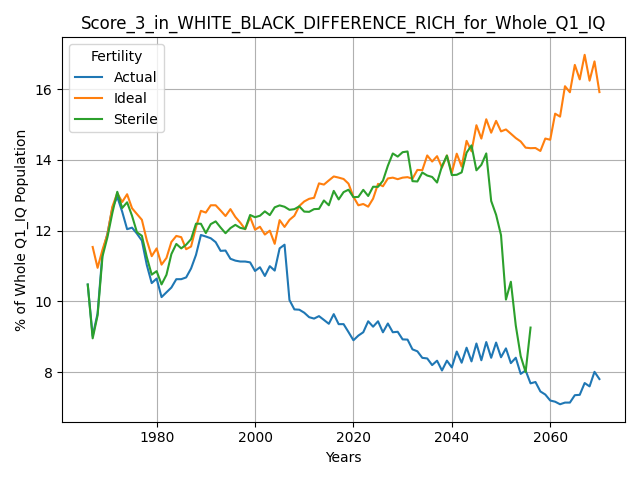 Score_3_in_WHITE_BLACK_DIFFERENCE_RICH_for_Whole_Q1_IQ
Fertility
Actual
Ideal
Sterile
% of Whole Q1_IQ Population
16
14
12
10
8
1980
2000
2020
2040
2060
Years